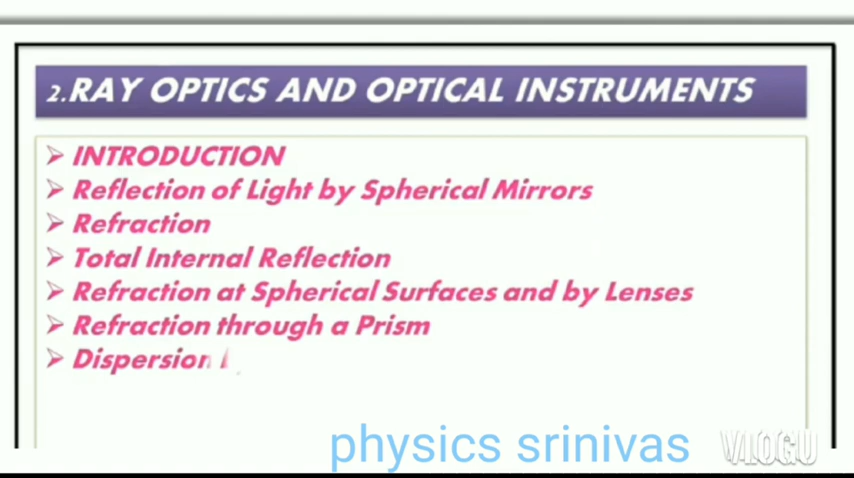 2.RAY OPTICS AND OPTICAL INSTRUMENTS
INTRODUCTION
Reflection of Light by Spherical Mirrors
Refraction
Total Internal Reflection
Refraction at Spherical Surfaces and by Lenses
Refraction through a Prism
Dispersion
physics srinivas
VLOGU